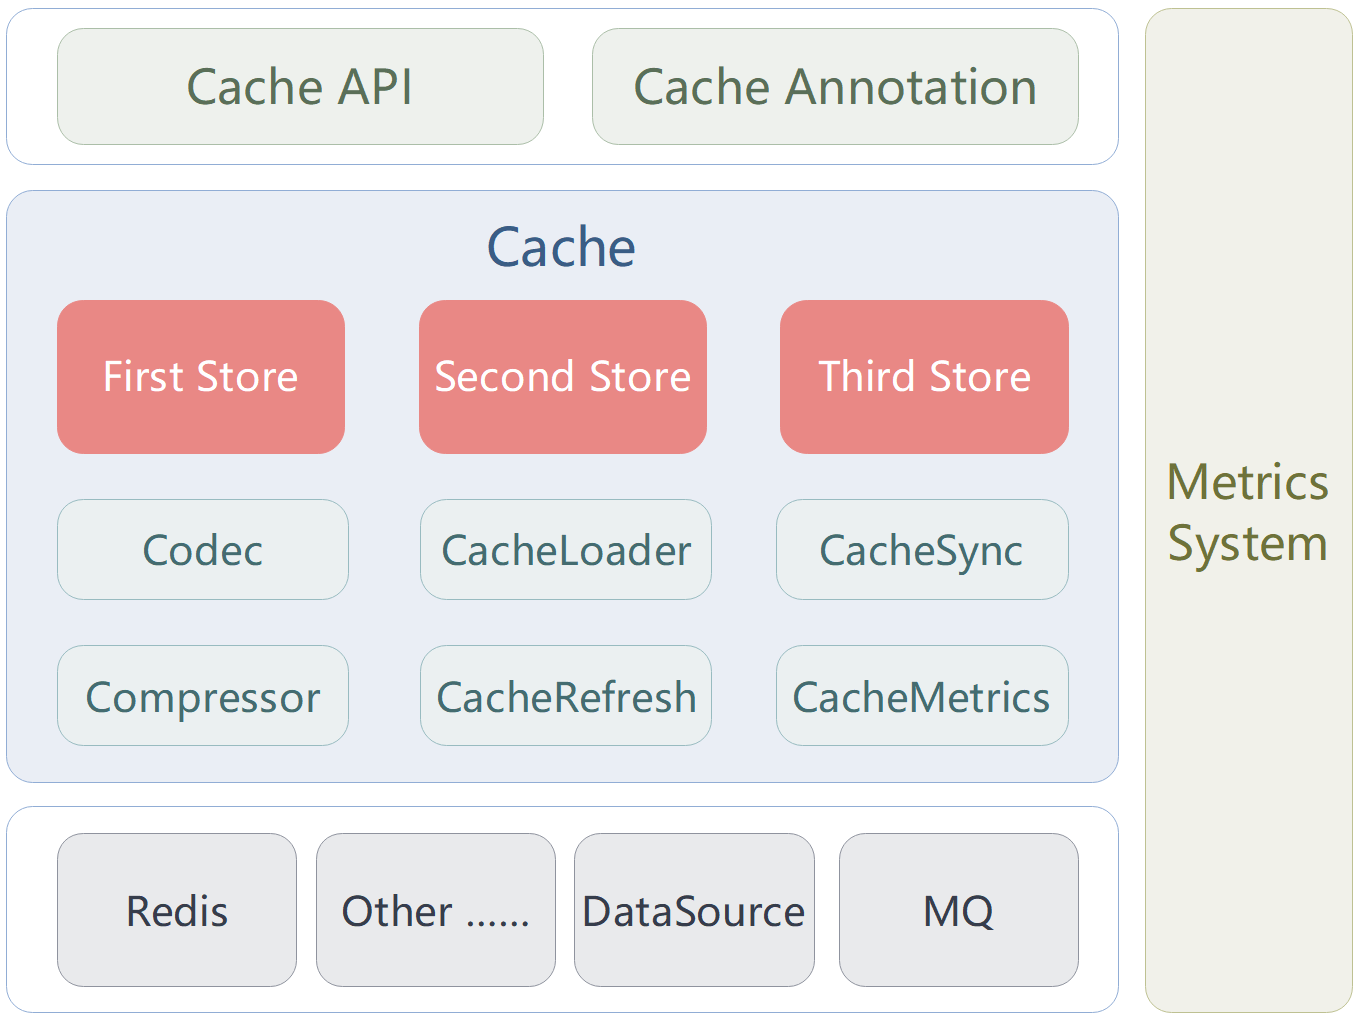 Cache API
Cache Annotation
Cache
First Store
Second Store
Third Store
Codec
CacheLoader
CacheSync
Compressor
CacheRefresh
CacheMetrics
Redis
Other ......
DataSource
MQ
Metrics
System